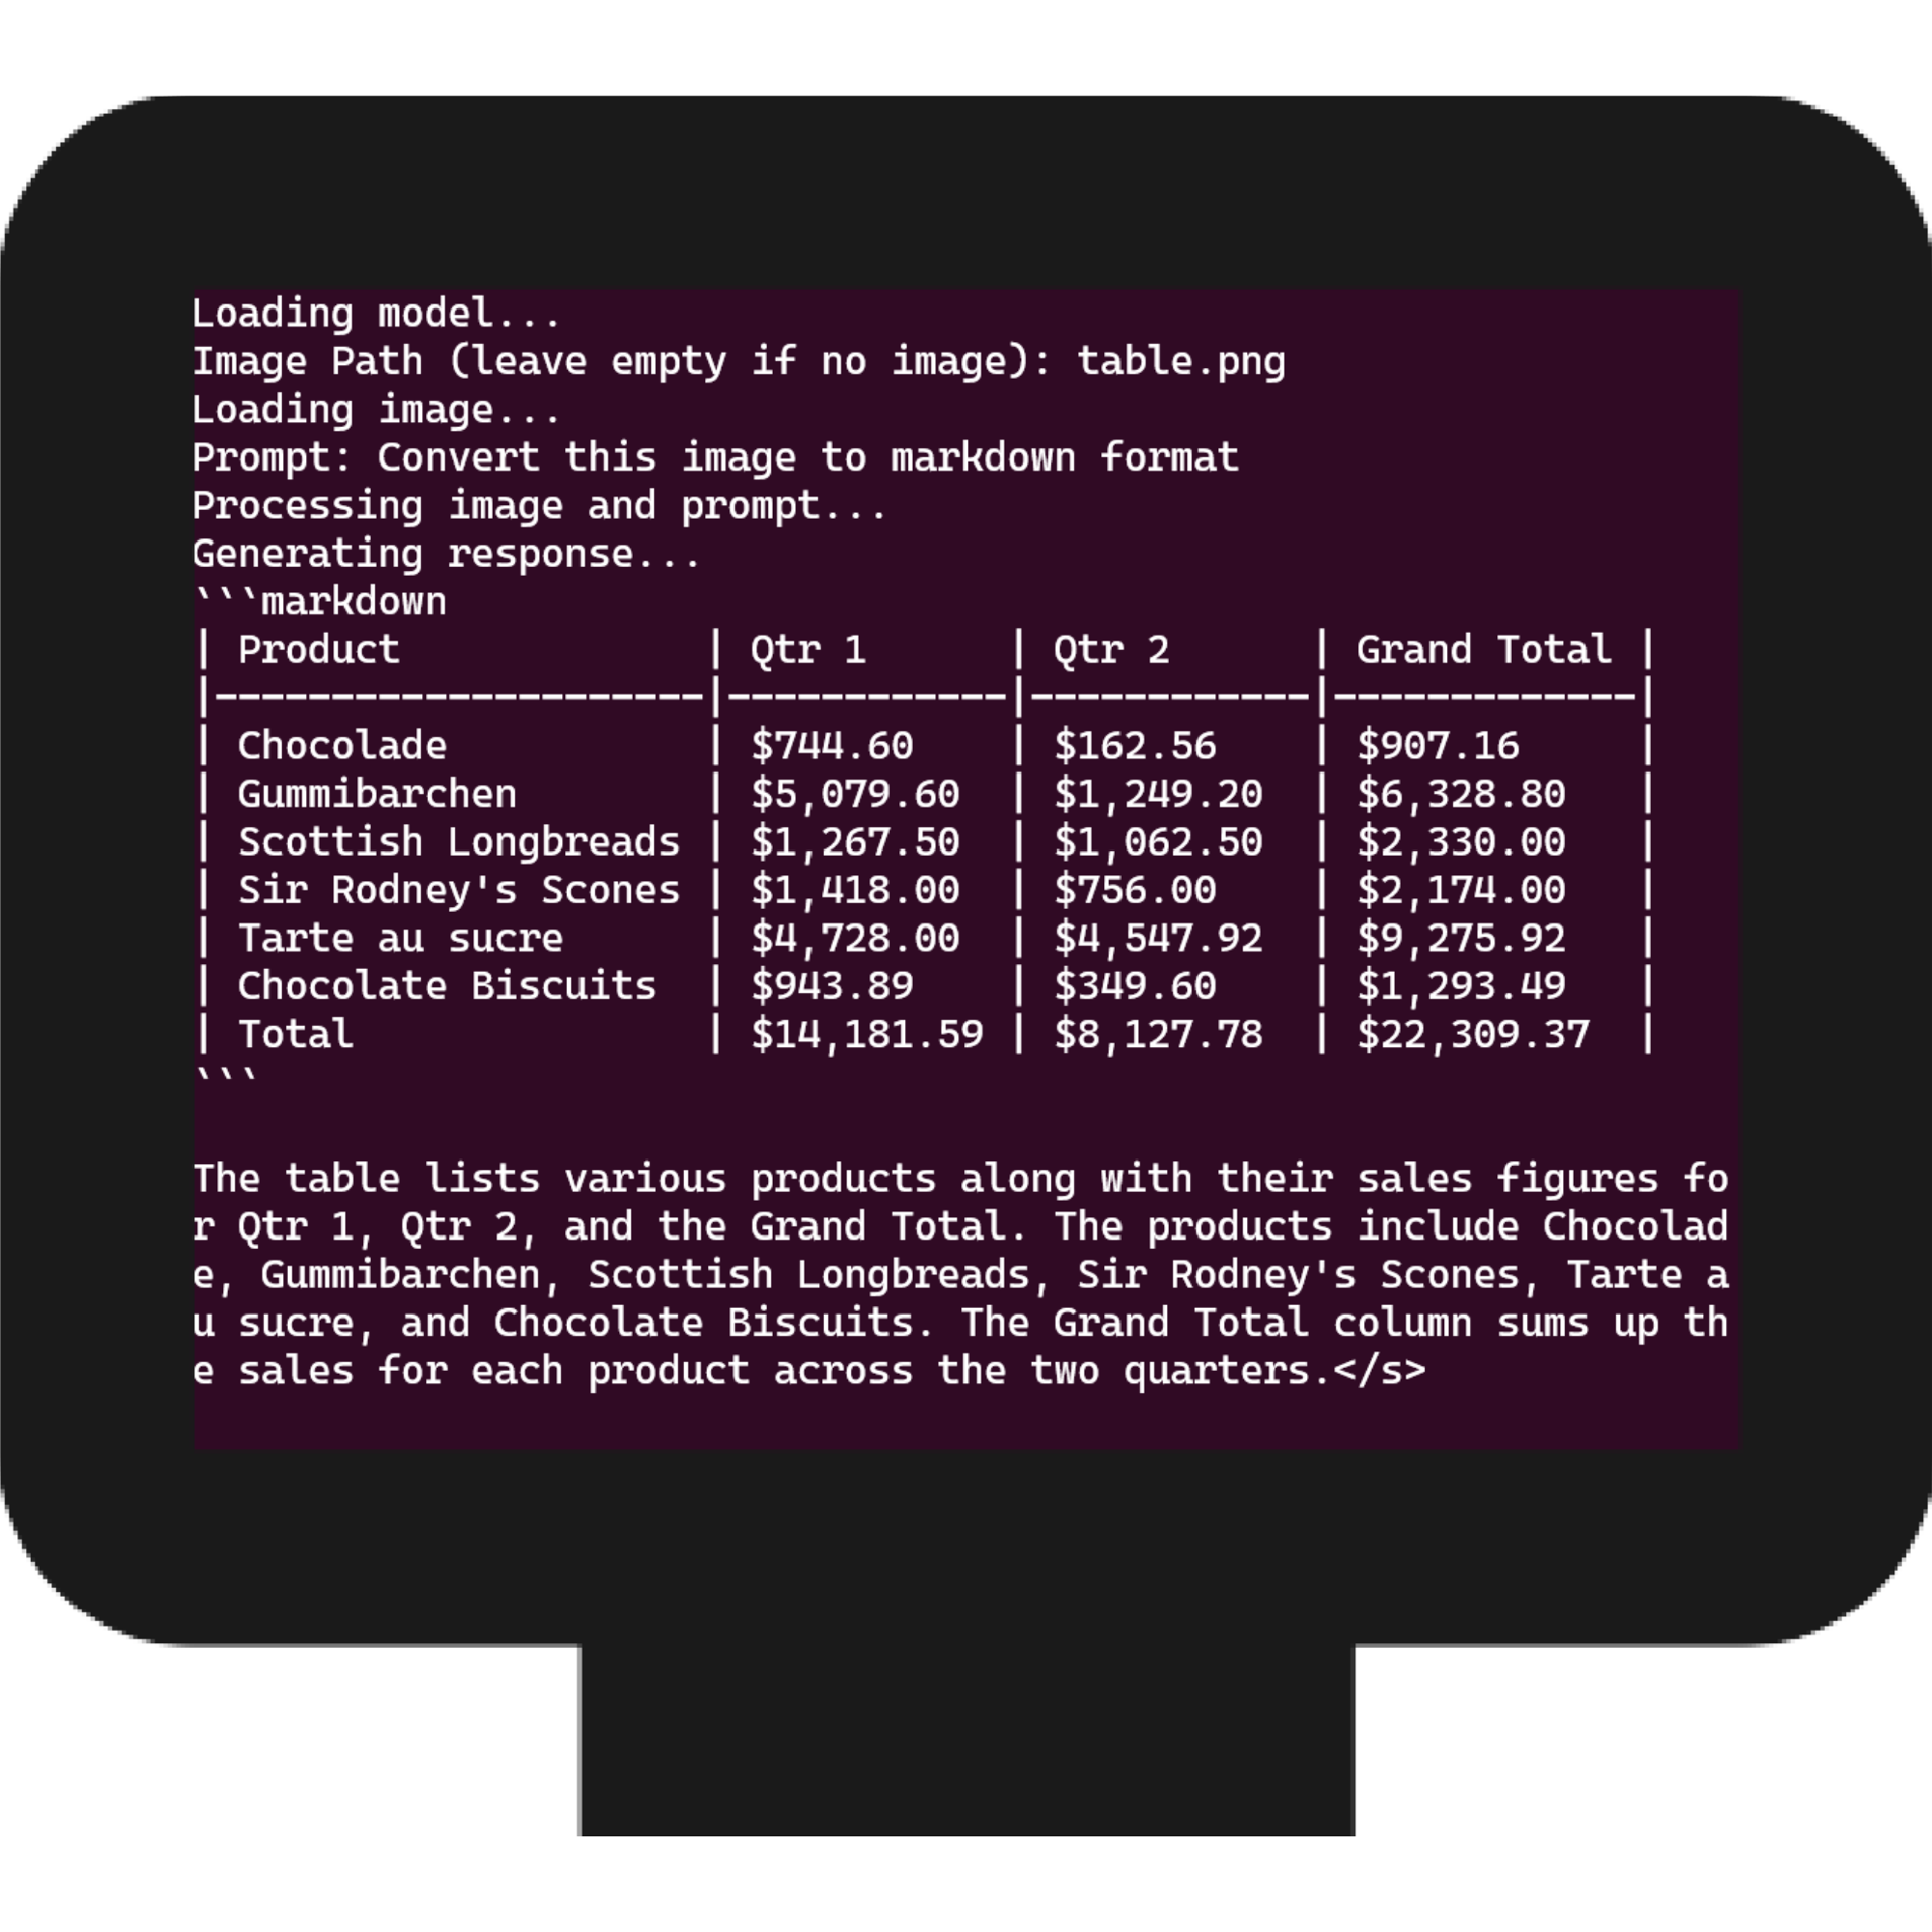 Loading model...
Image Path (leave empty if no image): table.png
Loading image...
Prompt: Convert this image to markdown format
Processing image and prompt...
Generating response...
```markdown
| Product             | Qtr 1      | Qtr 2      | Grand Total |
|---------------------|------------|------------|-------------|
| Chocolade           | $744.60    | $162.56    | $907.16     |
| Gummibarchen        | $5,079.60  | $1,249.20  | $6,328.80   |
| Scottish Longbreads | $1,267.50  | $1,062.50  | $2,330.00   |
| Sir Rodney's Scones | $1,418.00  | $756.00    | $2,174.00   |
| Tarte au sucre      | $4,728.00  | $4,547.92  | $9,275.92   |
| Chocolate Biscuits  | $943.89    | $349.60    | $1,293.49   |
| Total               | $14,181.59 | $8,127.78  | $22,309.37  |
```

The table lists various products along with their sales figures fo
r Qtr 1, Qtr 2, and the Grand Total. The products include Chocolad
e, Gummibarchen, Scottish Longbreads, Sir Rodney's Scones, Tarte a
u sucre, and Chocolate Biscuits. The Grand Total column sums up th
e sales for each product across the two quarters.</s>